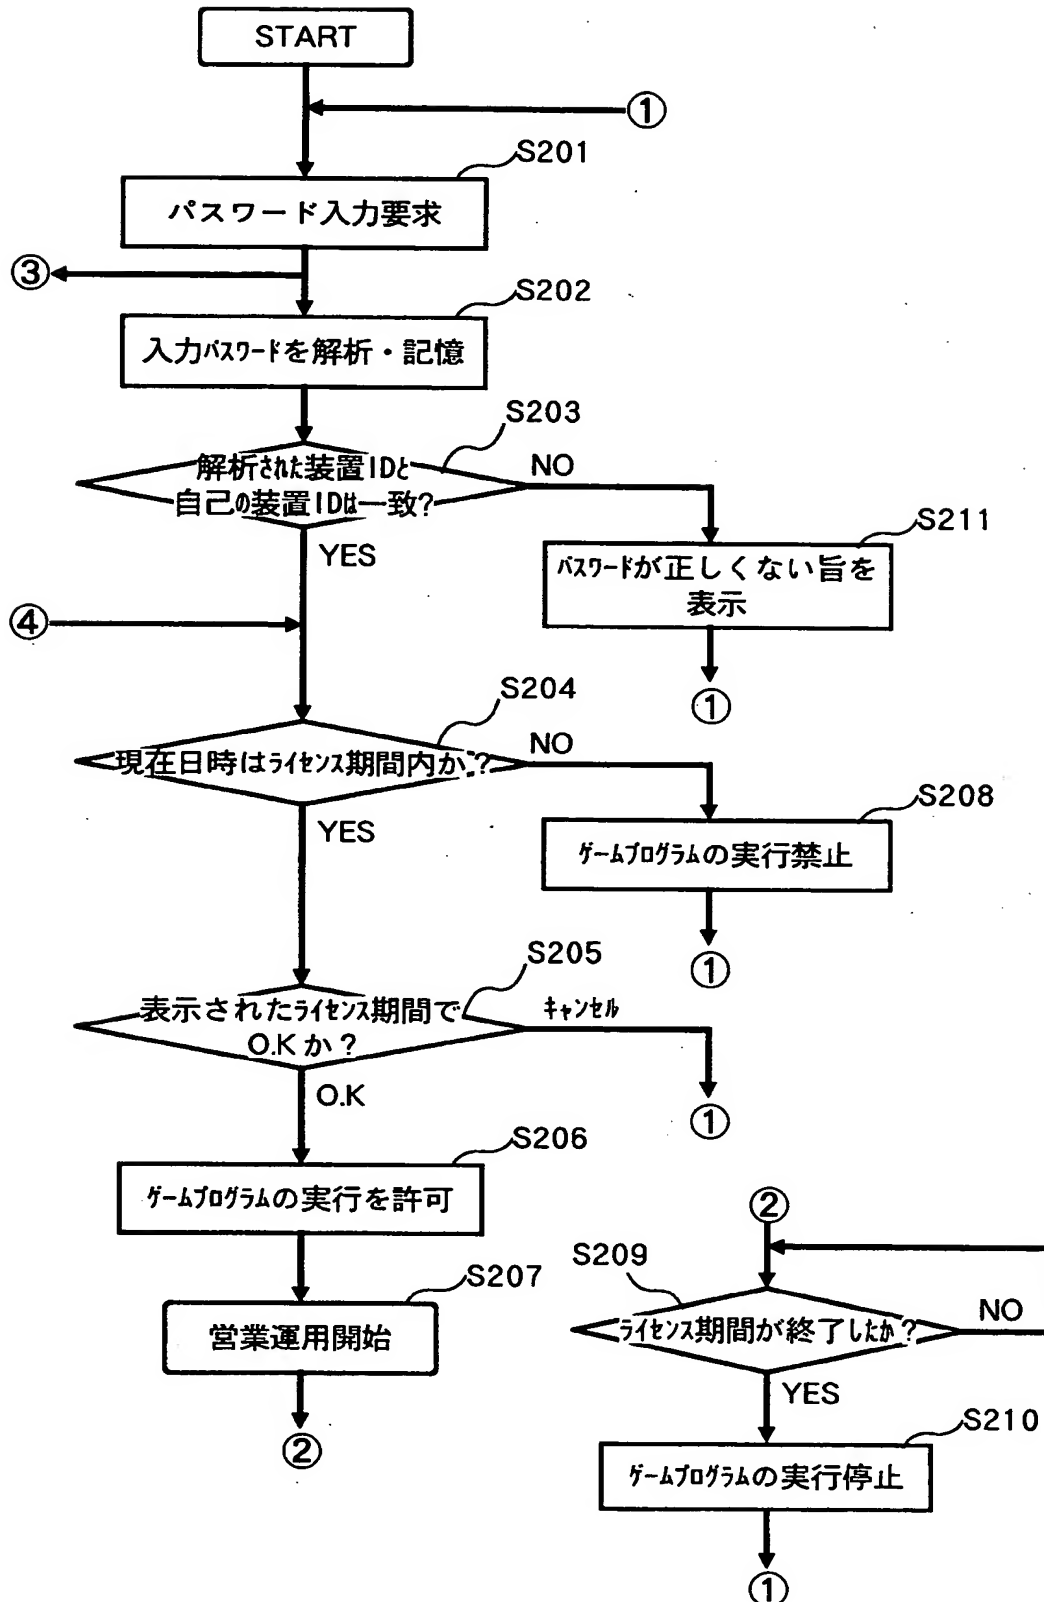 START
①
S201
パスワード入力要求
③
S202
入力パスワードを解析・記憶
S203
解析された装置IDと
自己の装置IDは一致?
NO
YES
S211
パスワードが正しくない旨を
表示
④
①
S204
現在日時はライセンス期間内か?
NO
YES
S208
ゲームプログラムの実行禁止
①
S205
表示されたライセンス期間で
O.Kか?
キャンセル
O.K
①
S206
ゲームプログラムの実行を許可
S207
営業運用開始
②
②
S209
ライセンス期間が終了したか?
NO
YES
S210
ゲームプログラムの実行停止
①